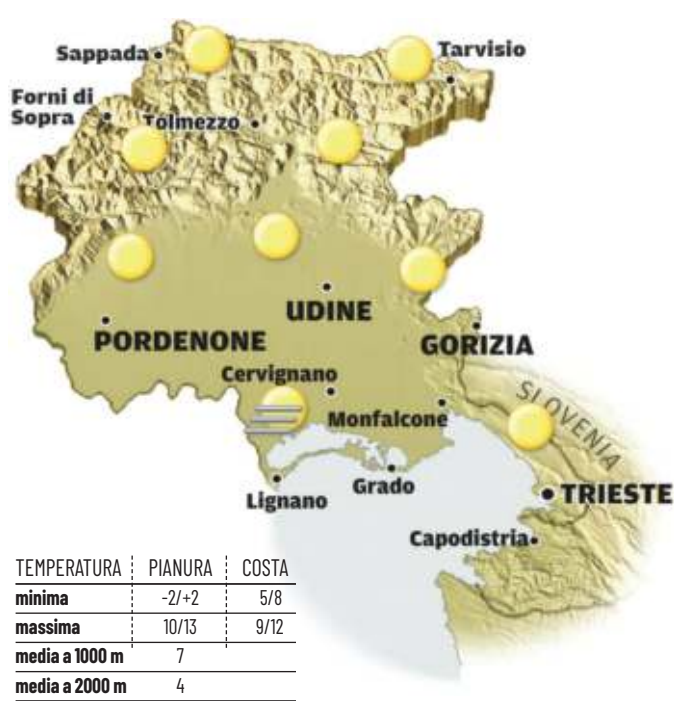 Sappada
Tarvisio
Forni di
Sopra
Tolmezzo
UDINE
PORDENONE
GORIZIA
Cervignano
SLOVENIA
Monfalcone
Grado
Lignano
TRIESTE
Capodistria
TEMPERATURA PIANURA COSTA
minima -2/+2 5/8
massima 10/13 9/12
media a 1000 m 7
media a 2000 m 4